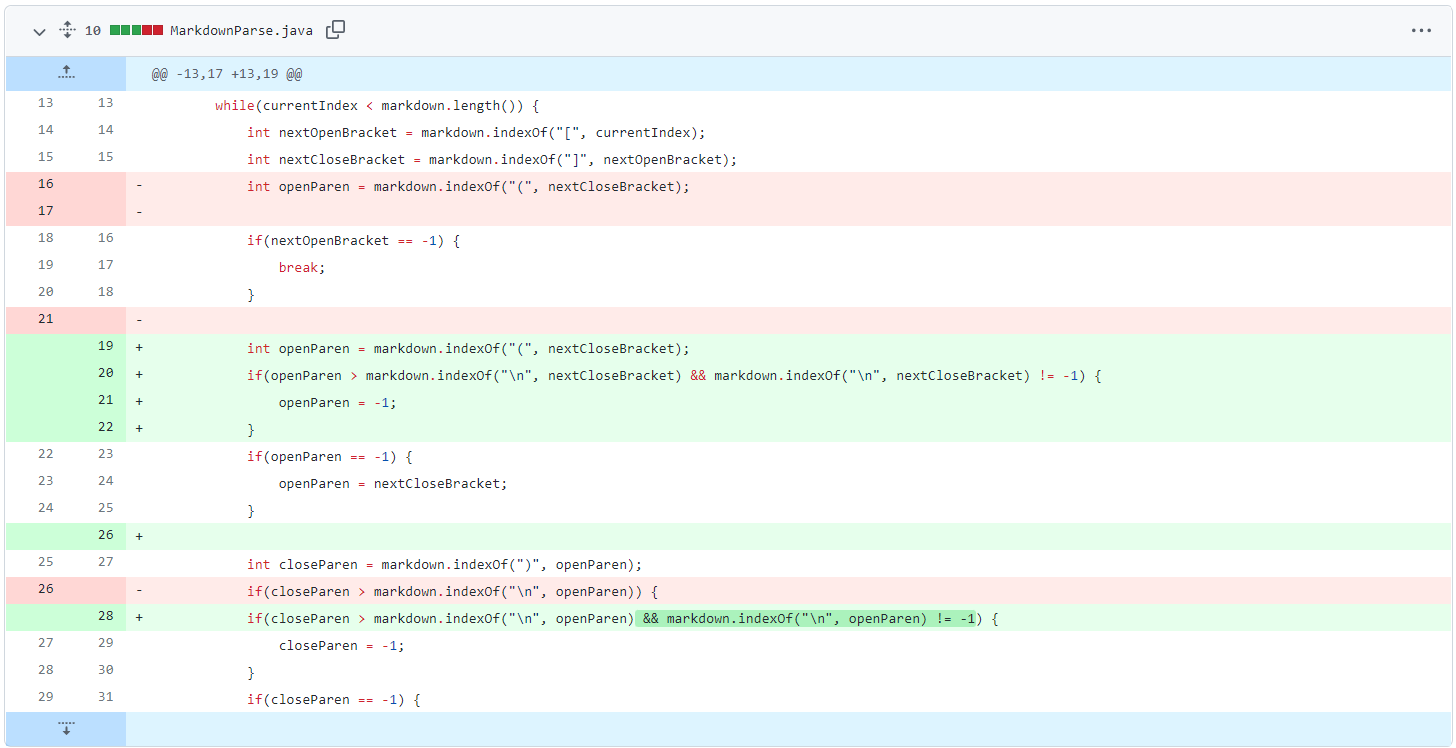 10 MarkdownParse.java
@@ -13,17 +13,19 @@
13 13 while(currentIndex < markdown.length()) {
14 14 int nextOpenBracket = markdown.indexOf("[", currentIndex);
15 15 int nextCloseBracket = markdown.indexOf("]", nextOpenBracket);
16 - int openParen = markdown.indexOf("(", nextCloseBracket);
17 -
18 16 if(nextOpenBracket == -1) {
19 17 break;
20 18 }
21 -
19 + int openParen = markdown.indexOf("(", nextCloseBracket);
20 + if(openParen > markdown.indexOf("\n", nextCloseBracket) && markdown.indexOf("\n", nextCloseBracket) != -1) {
21 + openParen = -1;
22 + }
22 23 if(openParen == -1) {
23 24 openParen = nextCloseBracket;
24 25 }
26 +
25 27 int closeParen = markdown.indexOf(")", openParen);
26 - if(closeParen > markdown.indexOf("\n", openParen)) {
28 + if(closeParen > markdown.indexOf("\n", openParen) && markdown.indexOf("\n", openParen) != -1) {
27 29 closeParen = -1;
28 30 }
29 31 if(closeParen == -1) {